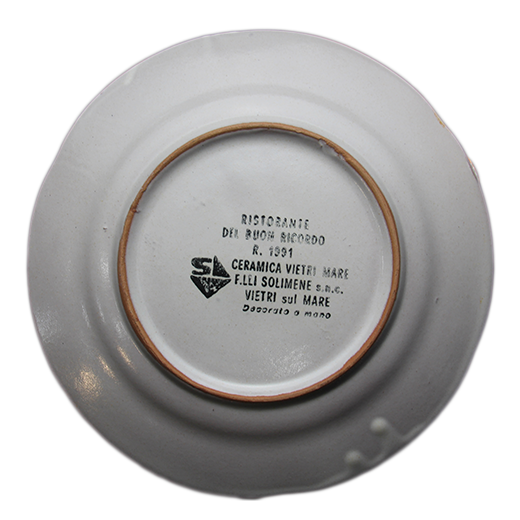 RISTORANTE
DEL BUON RICORDO
R. 1991
S
CERAMICA VIETRI MARE
F.LLI SOLIMENE s.n.c.
VIETRI sul MARE
Decorato a mano